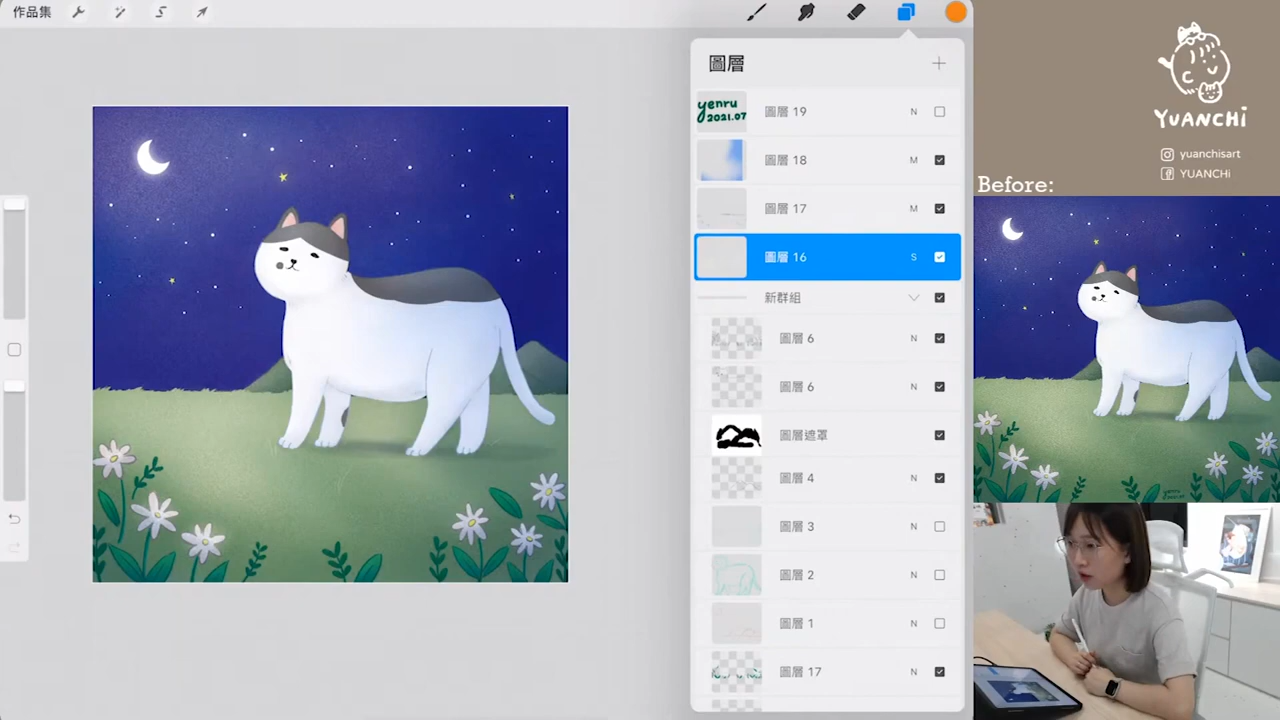 作品集
圖層
yenru
2021.07
圖層 19
N
圖層 18
M
圖層 17
M
圖層 16
S
新群組
圖層 6
N
圖層 6
N
圖層遮罩
圖層 4
N
圖層 3
N
圖層 2
N
圖層 1
N
圖層 17
N
YUANCHi
yuanchisart
YUANCHi
Before:
yenru